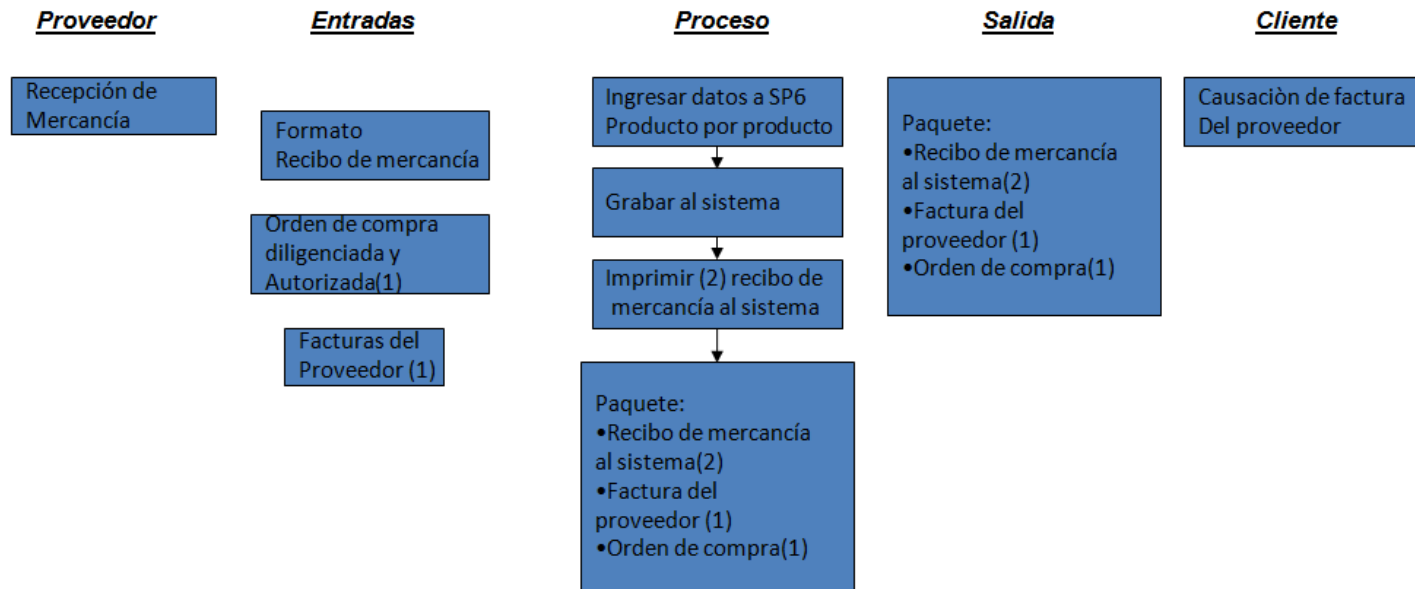 Proveedor
Entradas
Proceso
Salida
Cliente
Recepción de
Mercancía
Formato
Recibo de mercancía
Orden de compra
diligenciada y
Autorizada(1)
Facturas del
Proveedor (1)
Ingresar datos a SP6
Producto por producto
Grabar al sistema
Imprimir (2) recibo de
mercancía al sistema
Paquete:
•Recibo de mercancía
al sistema(2)
•Factura del
proveedor (1)
•Orden de compra(1)
Paquete:
•Recibo de mercancía
al sistema(2)
•Factura del
proveedor (1)
•Orden de compra(1)
Causaciòn de factura
Del proveedor